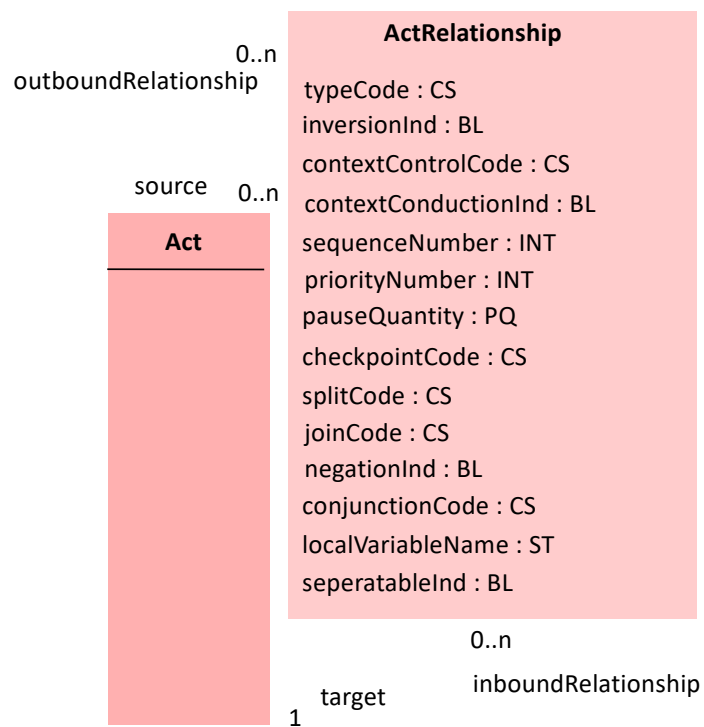 ActRelationship
0..n
outboundRelationship
typeCode : CS
inversionInd : BL
contextControlCode : CS
source 0..n
contextConductionInd : BL
Act
sequenceNumber : INT
priorityNumber : INT
pauseQuantity : PQ
checkpointCode : CS
splitCode : CS
joinCode : CS
negationInd : BL
conjunctionCode : CS
localVariableName : ST
seperatableInd : BL
0..n
inboundRelationship
target
1